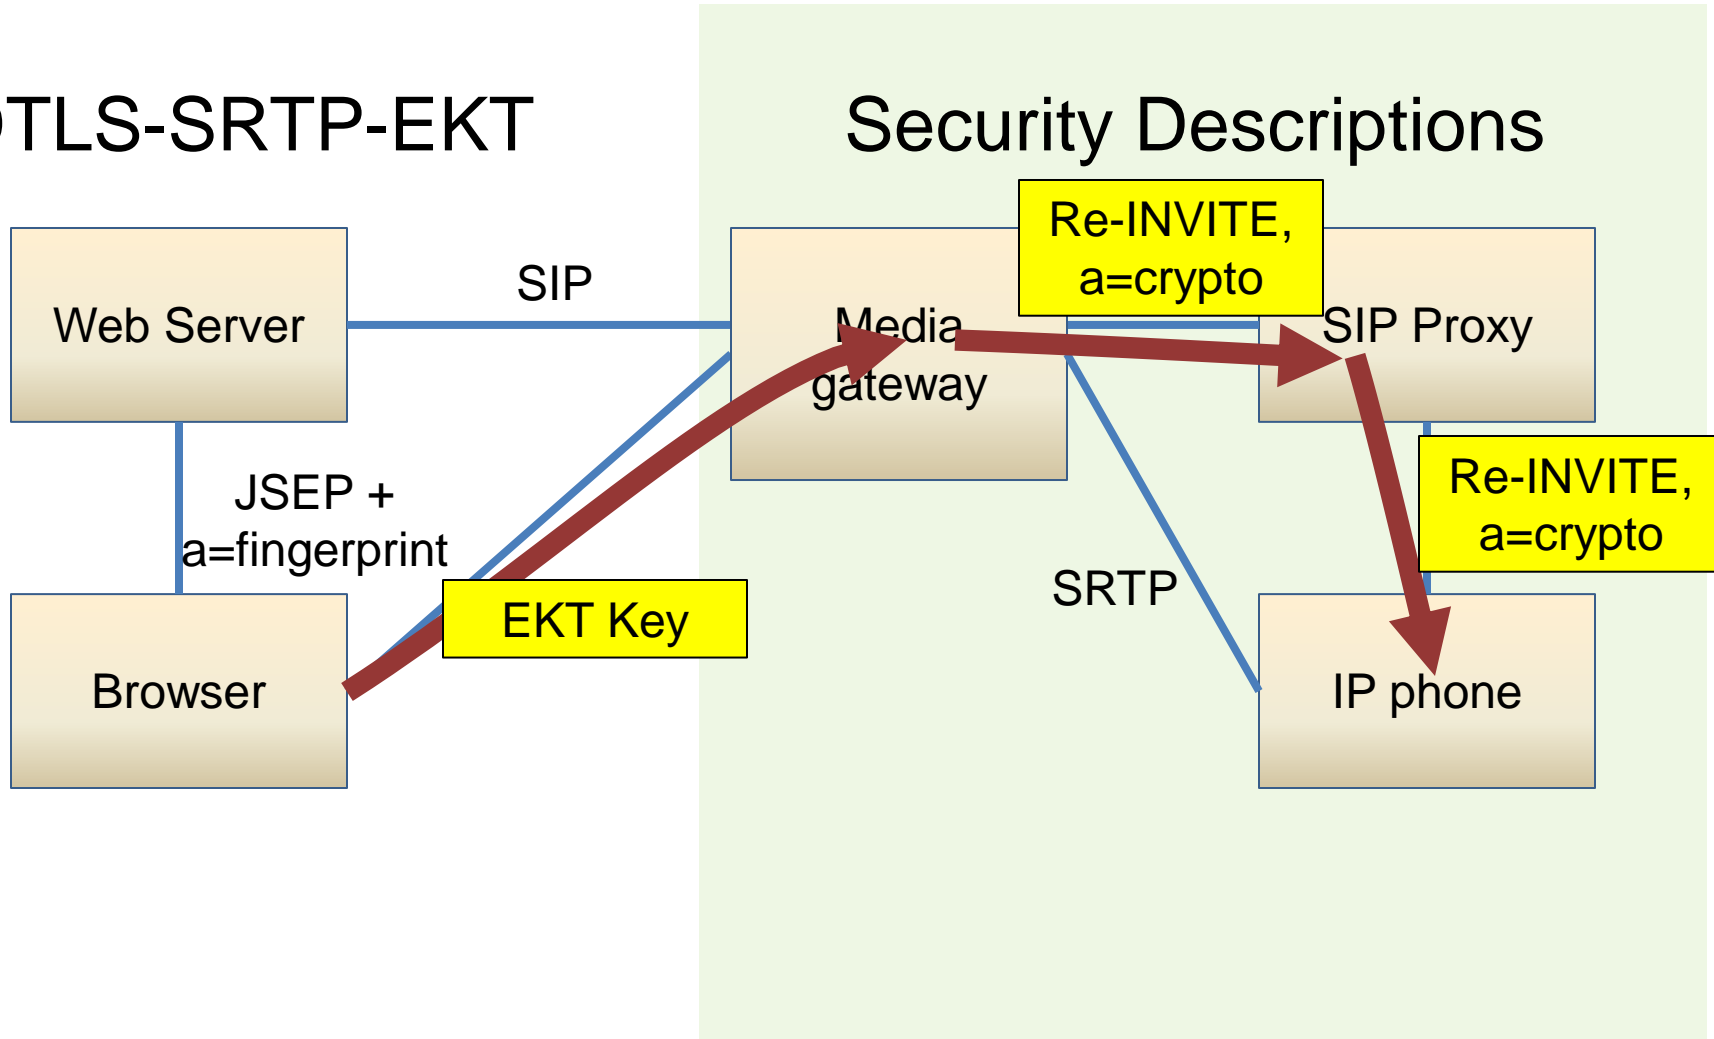 DTLS-SRTP-EKT
Security Descriptions
Re-INVITE,
a=crypto
SIP
Web Server
Media
gateway
SIP Proxy
Re-INVITE,
a=crypto
JSEP +
a=fingerprint
SRTP
EKT Key
Browser
IP phone